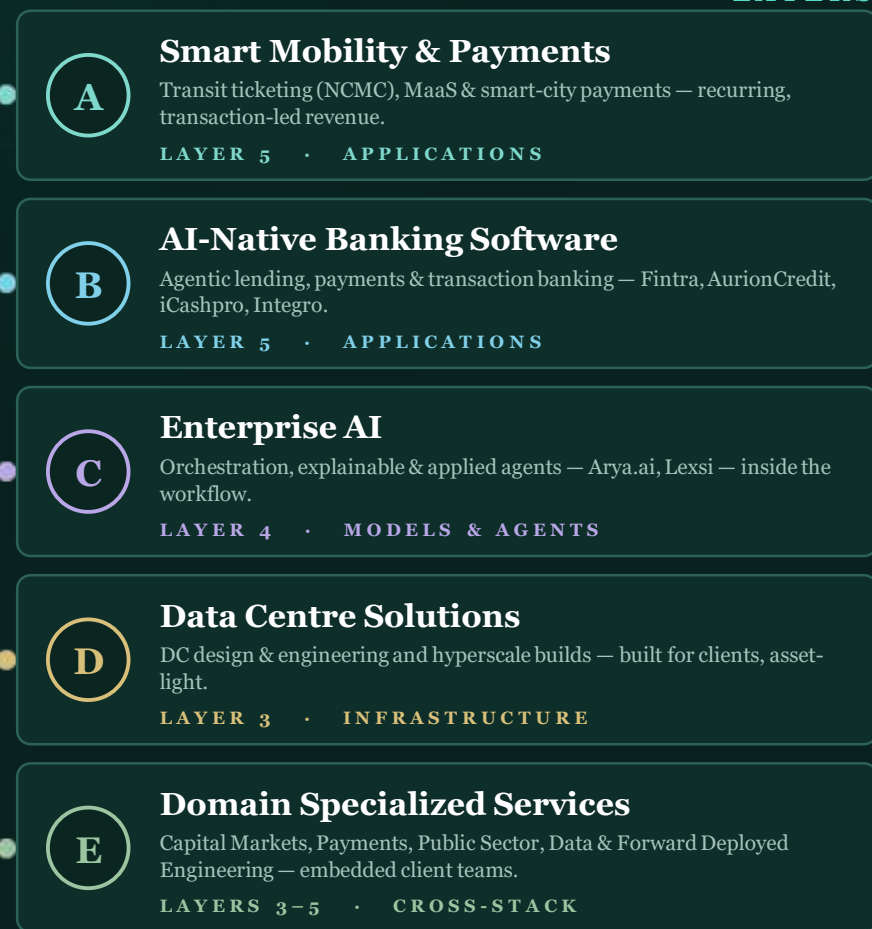 A
Smart Mobility & Payments
Transit ticketing (NCMC), MaaS & smart-city payments — recurring,
transaction-led revenue.
LAYER 5 · APPLICATIONS
B
AI-Native Banking Software
Agentic lending, payments & transaction banking — Fintra, AurionCredit,
iCashpro, Integro.
LAYER 5 · APPLICATIONS
C
Enterprise AI
Orchestration, explainable & applied agents — Arya.ai, Lexsi — inside the
workflow.
LAYER 4 · MODELS & AGENTS
D
Data Centre Solutions
DC design & engineering and hyperscale builds — built for clients, asset-
light.
LAYER 3 · INFRASTRUCTURE
E
Domain Specialized Services
Capital Markets, Payments, Public Sector, Data & Forward Deployed
Engineering — embedded client teams.
LAYERS 3–5 · CROSS-STACK